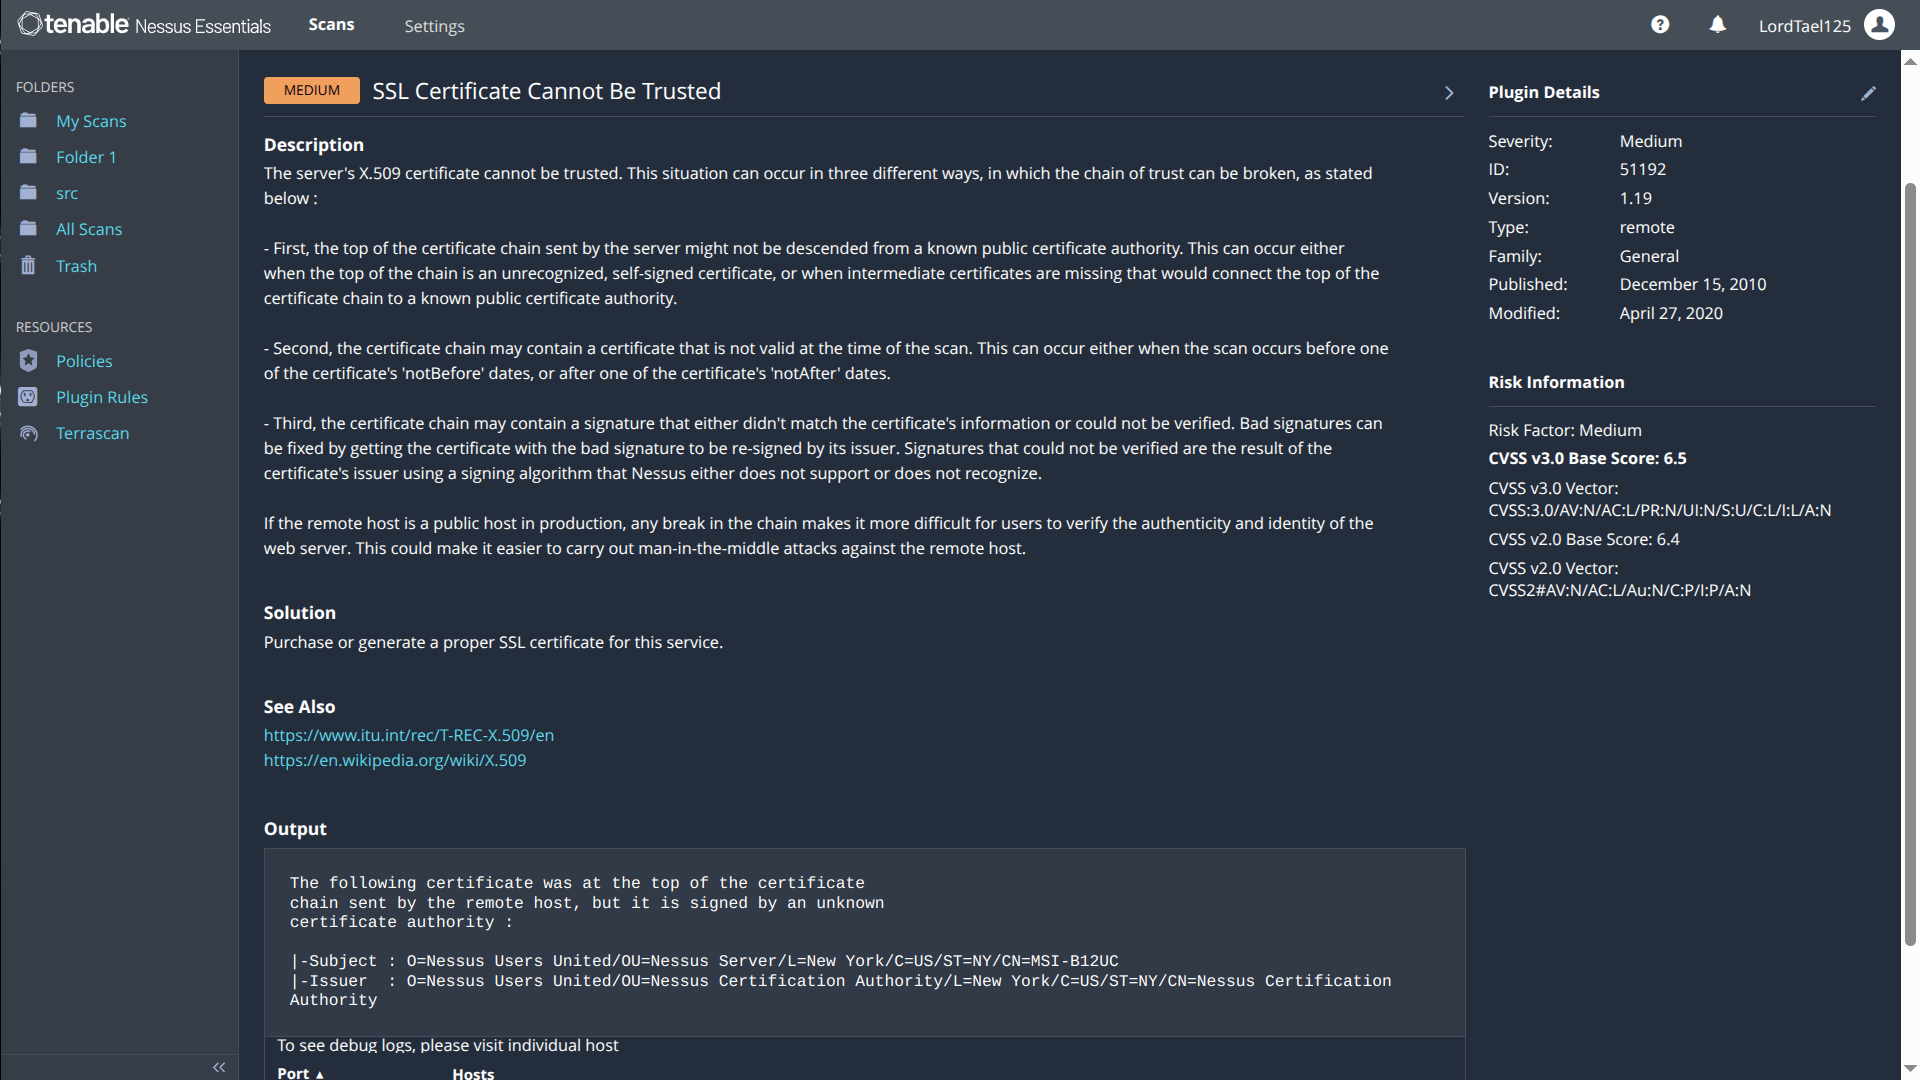 tenable Nessus Essentials
Scans
Settings
LordTael125
FOLDERS
My Scans
Folder 1
src
All Scans
Trash
RESOURCES
Policies
Plugin Rules
Terrascan
MEDIUM SSL Certificate Cannot Be Trusted
Description
The server's X.509 certificate cannot be trusted. This situation can occur in three different ways, in which the chain of trust can be broken, as stated
below :
- First, the top of the certificate chain sent by the server might not be descended from a known public certificate authority. This can occur either
when the top of the chain is an unrecognized, self-signed certificate, or when intermediate certificates are missing that would connect the top of the
certificate chain to a known public certificate authority.
- Second, the certificate chain may contain a certificate that is not valid at the time of the scan. This can occur either when the scan occurs before one
of the certificate's 'notBefore' dates, or after one of the certificate's 'notAfter' dates.
- Third, the certificate chain may contain a signature that either didn't match the certificate's information or could not be verified. Bad signatures can
be fixed by getting the certificate with the bad signature to be re-signed by its issuer. Signatures that could not be verified are the result of the
certificate's issuer using a signing algorithm that Nessus either does not support or does not recognize.
If the remote host is a public host in production, any break in the chain makes it more difficult for users to verify the authenticity and identity of the
web server. This could make it easier to carry out man-in-the-middle attacks against the remote host.
Solution
Purchase or generate a proper SSL certificate for this service.
See Also
https://www.itu.int/rec/T-REC-X.509/en
https://en.wikipedia.org/wiki/X.509
Output
The following certificate was at the top of the certificate
chain sent by the remote host, but it is signed by an unknown
certificate authority :
|-Subject : O=Nessus Users United/OU=Nessus Server/L=New York/C=US/ST=NY/CN=MSI-B12UC
|-Issuer  : O=Nessus Users United/OU=Nessus Certification Authority/L=New York/C=US/ST=NY/CN=Nessus Certification
Authority
To see debug logs, please visit individual host
Port ▲ Hosts
Plugin Details
Severity: Medium
ID: 51192
Version: 1.19
Type: remote
Family: General
Published: December 15, 2010
Modified: April 27, 2020
Risk Information
Risk Factor: Medium
CVSS v3.0 Base Score: 6.5
CVSS v3.0 Vector:
CVSS:3.0/AV:N/AC:L/PR:N/UI:N/S:U/C:L/I:L/A:N
CVSS v2.0 Base Score: 6.4
CVSS v2.0 Vector:
CVSS2#AV:N/AC:L/Au:N/C:P/I:P/A:N